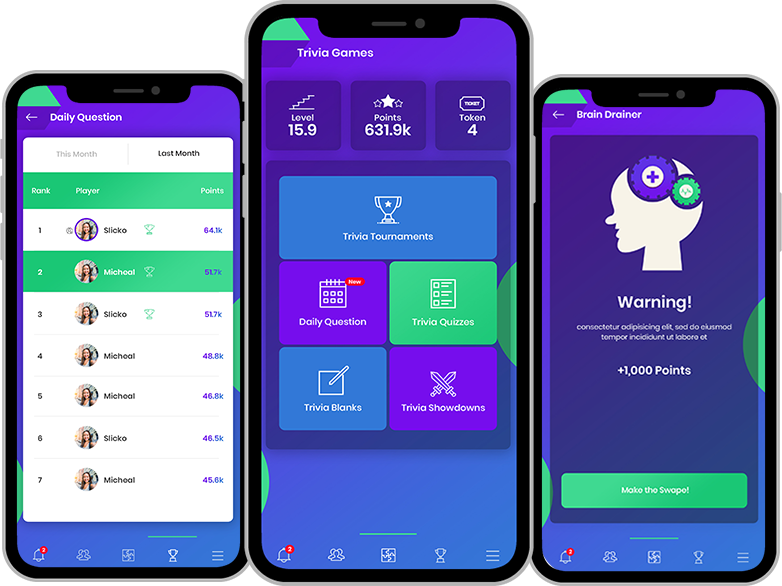 Daily Question
This Month
Last Month
Rank Player Points
1 Slicko 64.1k
2 Micheal 51.7k
3 Slicko 51.7k
4 Micheal 48.8k
5 Micheal 46.8k
6 Slicko 46.5k
7 Micheal 45.6k
2
Trivia Games
Level
15.9
Points
631.9k
TICKET
Token
4
Trivia Tournaments
New
Daily Question
Trivia Quizzes
Trivia Blanks
Trivia Showdowns
2
Brain Drainer
Warning!
consectetur adipisicing elit, sed do eiusmod
tempor incididunt ut labore et
+1,000 Points
Make the Swape!
2